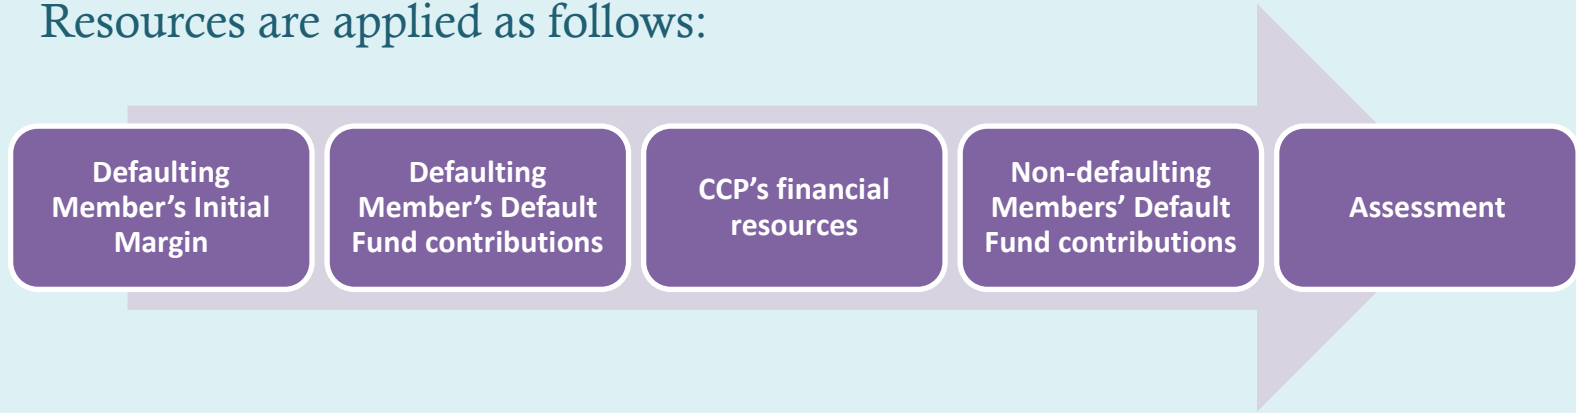 Resources are applied as follows:
Defaulting
Member’s Initial
Margin
Defaulting
Member’s Default
Fund contributions
CCP’s financial
resources
Non-defaulting
Members’ Default
Fund contributions
Assessment